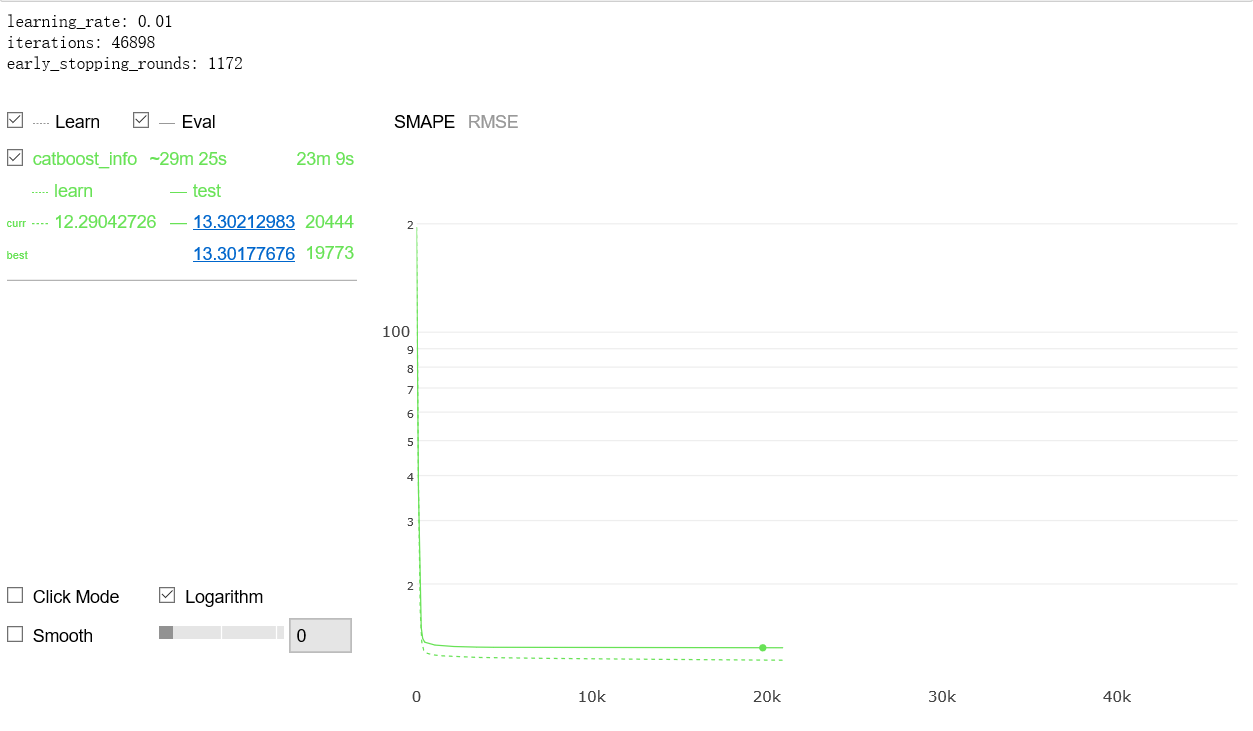 learning_rate: 0.01
iterations: 46898
early_stopping_rounds: 1172
Learn Eval
catboost_info ~29m 25s 23m 9s
learn test
curr 12.29042726 13.30212983 20444
best 13.30177676 19773
Click Mode Logarithm
Smooth 0
SMAPE RMSE
2
100
9
8
7
6
5
4
3
2
0 10k 20k 30k 40k